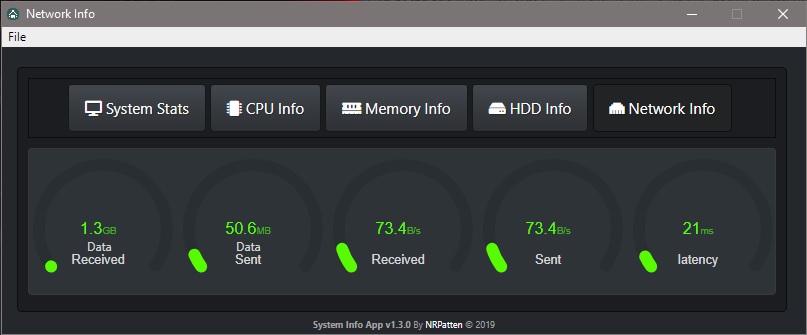 Network Info
File
System Stats CPU Info Memory Info HDD Info Network Info
1.3GB 50.6MB 73.4B/s 73.4B/s 21ms
Data Data
Received Sent Received Sent latency
System Info App v1.3.0 By NRPatten © 2019